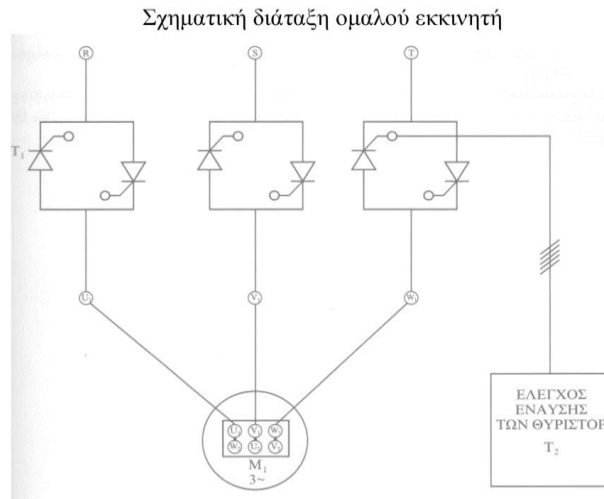 Σχηματική διάταξη ομαλού εκκινητή
R S T
T₁
U₁ V₁ W₁
U₁ V₁ W₁
W₂ U₂ V₂
M₁
3~
ΕΛΕΓΧΟΣ
ΕΝΑΥΣΗΣ
ΤΩΝ ΘΥΡΙΣΤΟΡ
T₂